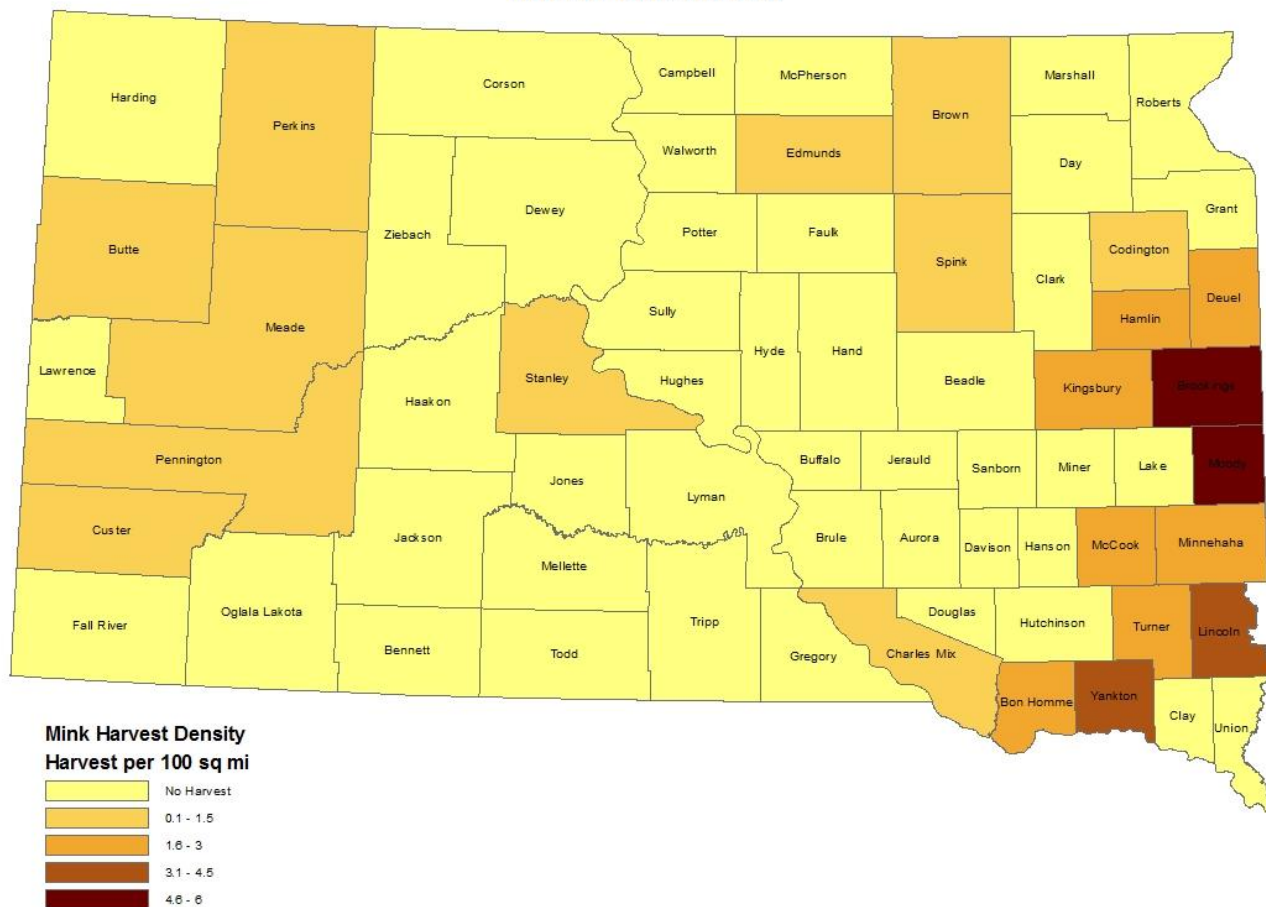 Harding
Perkins
Corson
Campbell
McPherson
Brown
Marshall
Roberts
Walworth
Edmunds
Day
Butte
Ziebach
Dewey
Potter
Faulk
Spink
Clark
Codington
Grant
Meade
Sully
Hyde
Hand
Hamlin
Deuel
Lawrence
Haakon
Stanley
Hughes
Beadle
Kingsbury
Brookings
Pennington
Jones
Lyman
Buffalo
Jerauld
Sanborn
Miner
Lake
Moody
Custer
Jackson
Mellette
Brule
Aurora
Davison
Hanson
McCook
Minnehaha
Fall River
Oglala Lakota
Bennett
Todd
Tripp
Gregory
Charles Mix
Douglas
Hutchinson
Turner
Lincoln
Bon Homme
Yankton
Clay
Union
Mink Harvest Density
Harvest per 100 sq mi
No Harvest
0.1 - 1.5
1.6 - 3
3.1 - 4.5
4.6 - 6